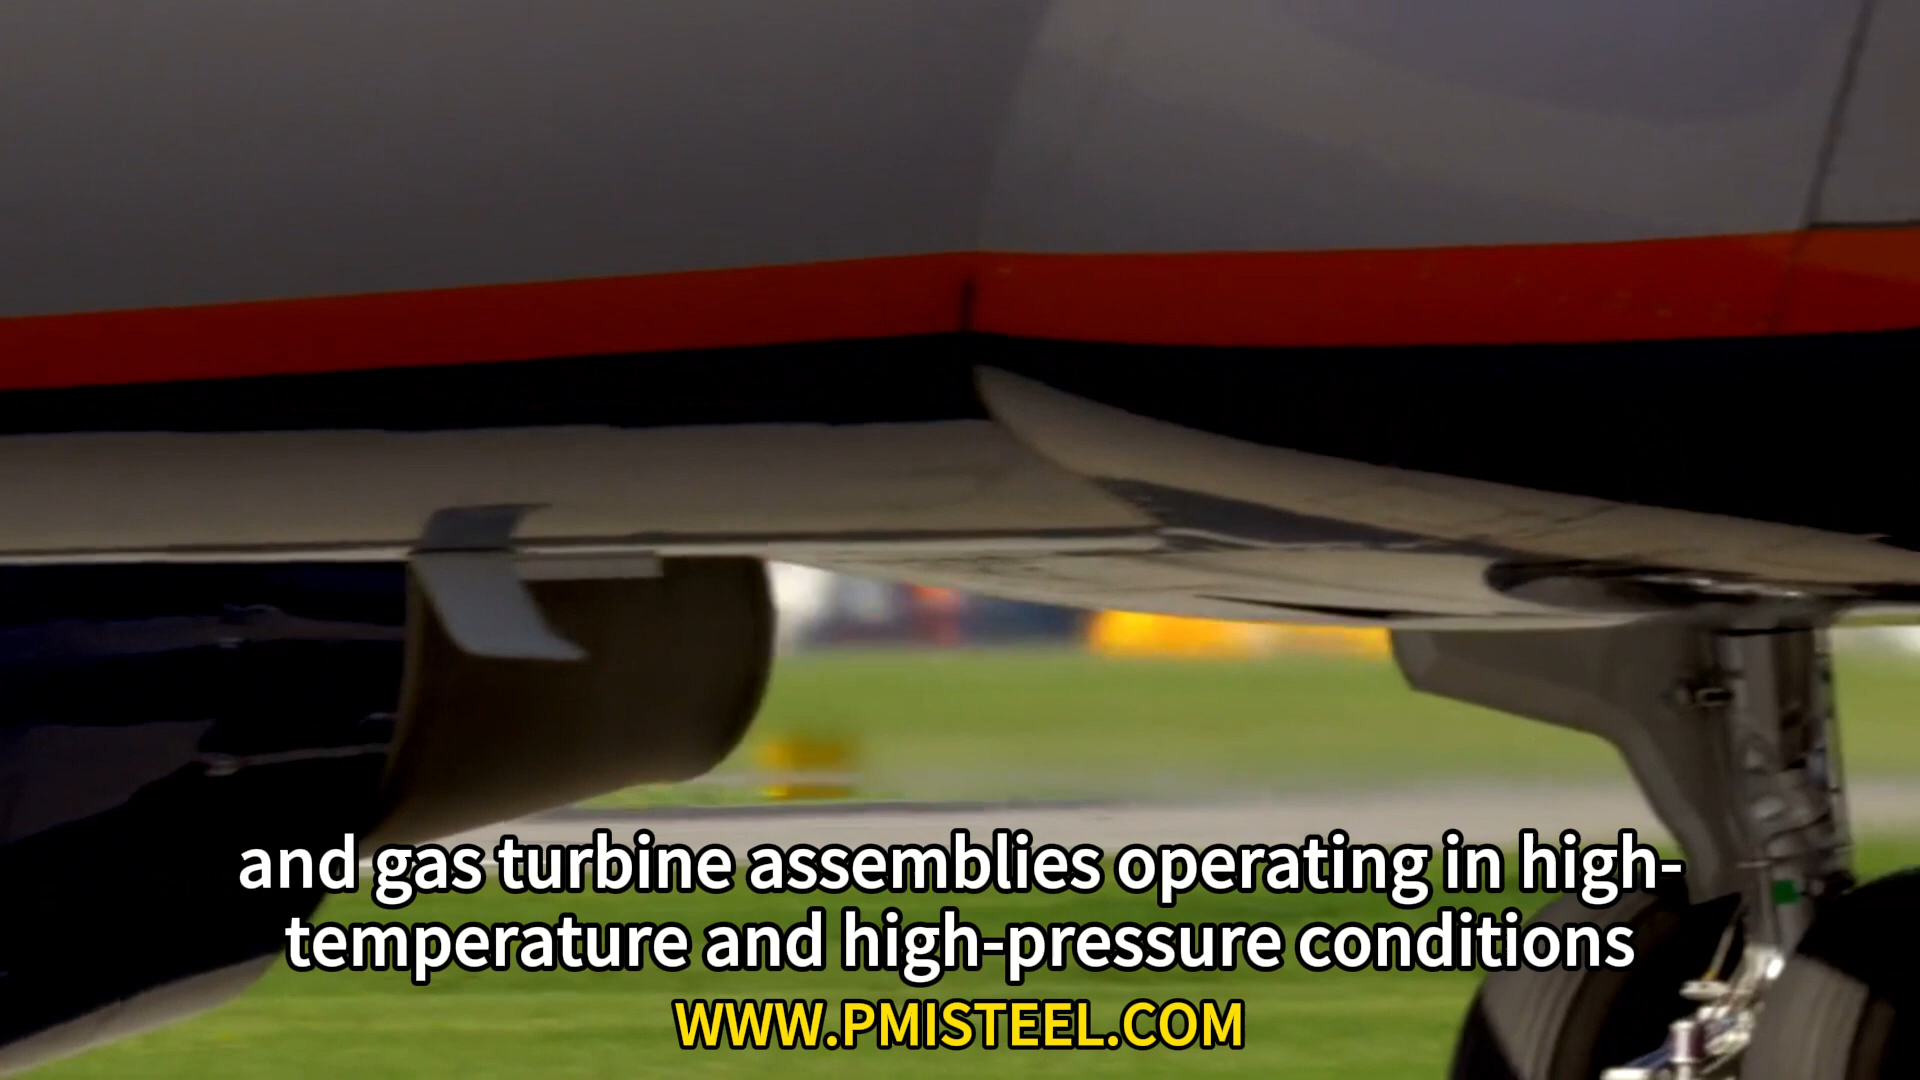 and gas turbine assemblies operating in high-
temperature and high-pressure conditions
WWW.PMISTEEL.COM